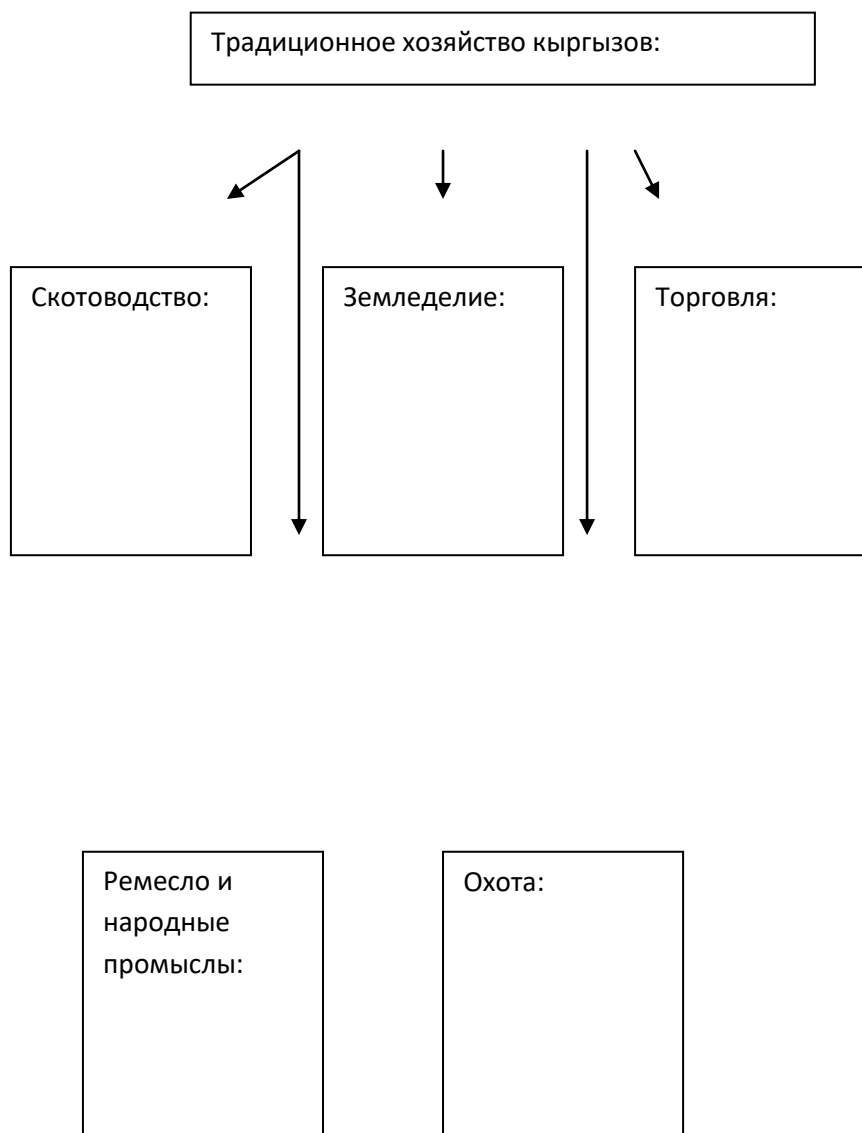 Традиционное хозяйство кыргызов:
Скотоводство:
Земледелие:
Торговля:
Ремесло и
народные
промыслы:
Охота: